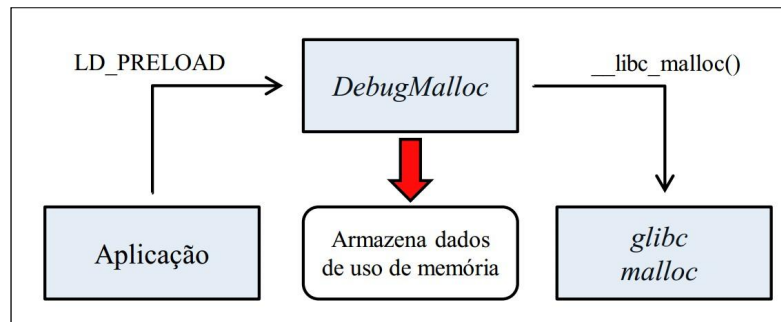 LD_PRELOAD
DebugMalloc
__libc_malloc()
Aplicação
Armazena dados
de uso de memória
glibc
malloc